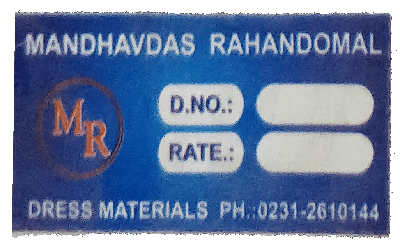 MANDHAVDAS RAHANDOMAL
MR
D.NO.:
RATE.:
DRESS MATERIALS PH.:0231-2610144